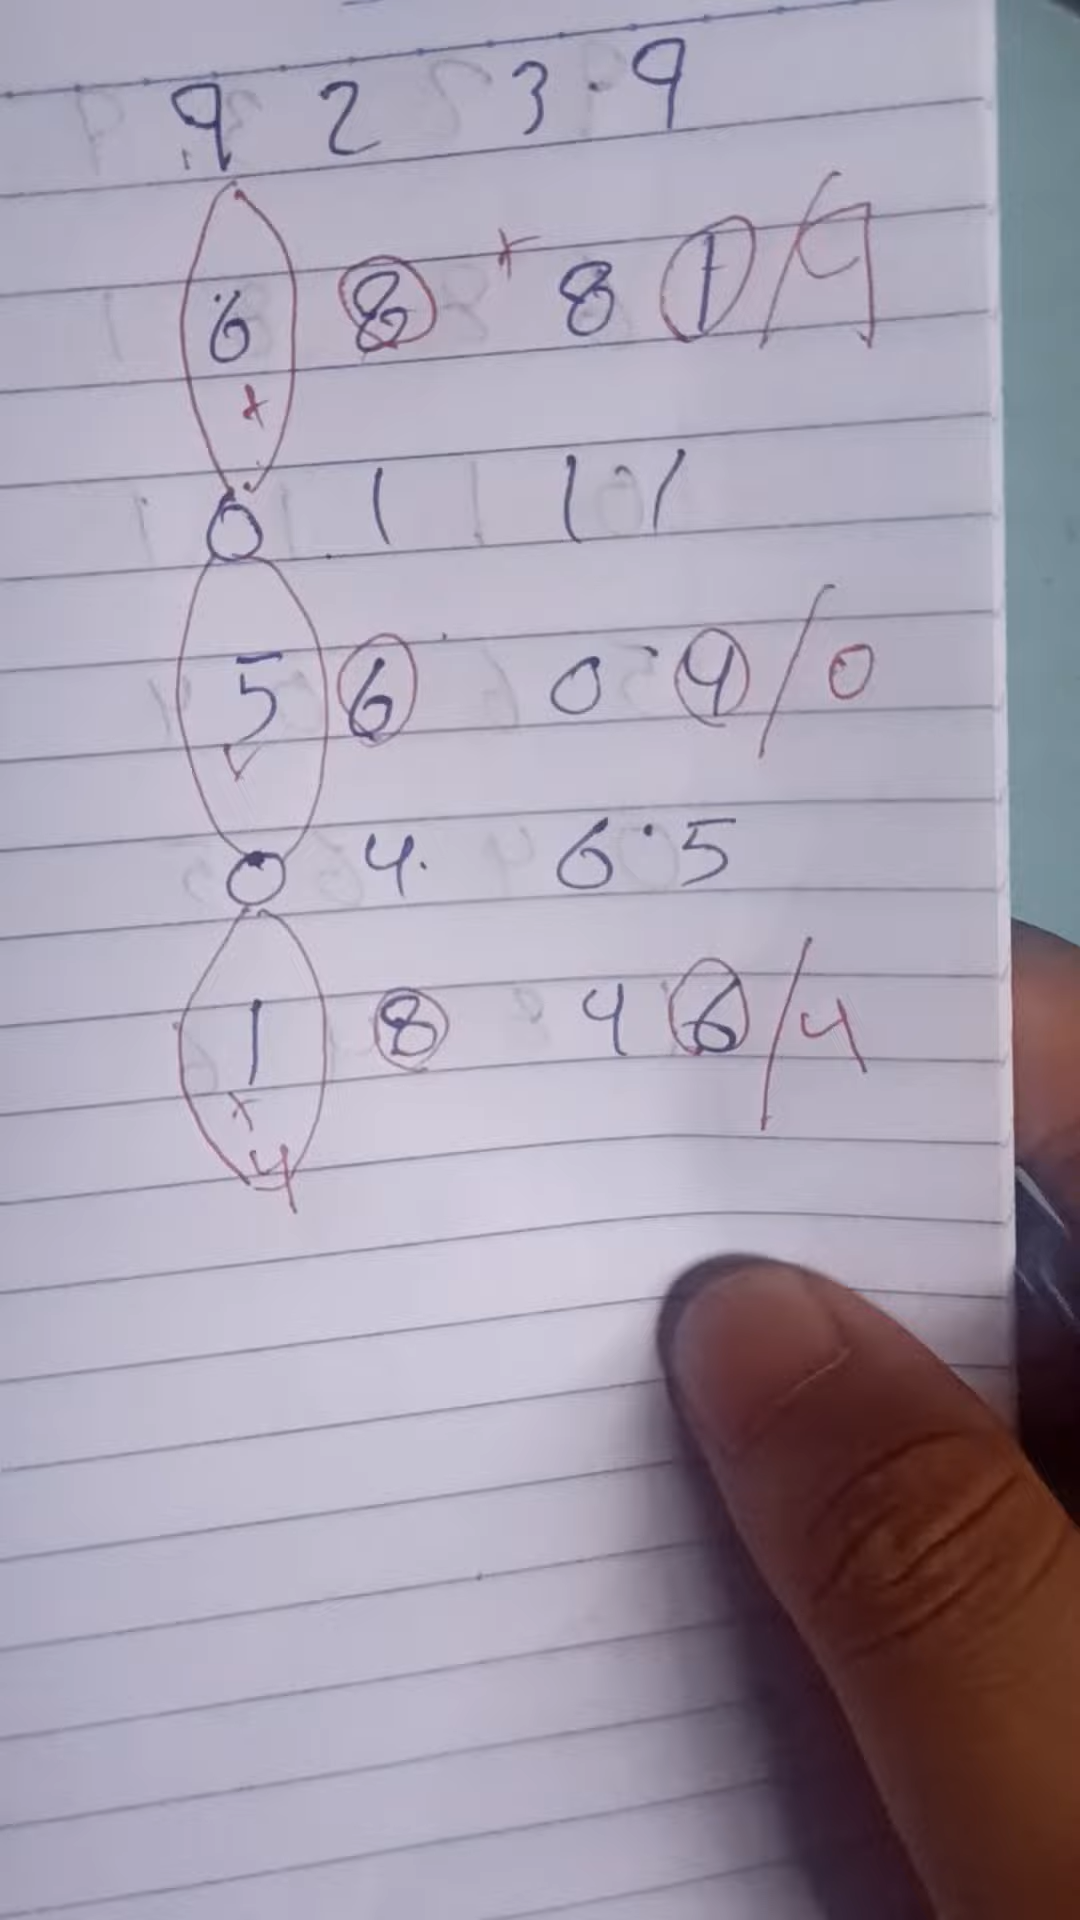 9 2 3 9
6 8 + 8 1 / 9
+
0 1 1 1
5 6 0 9 / 0
0 4 6 5
1 8 4 6 / 4
+
4